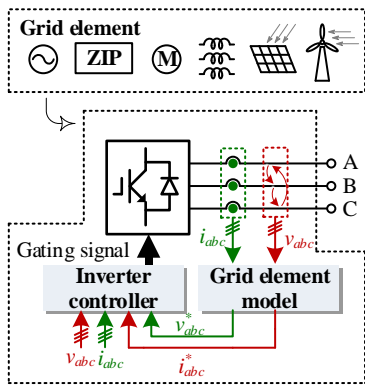 Grid element
ZIP
M
A
B
C
i_abc
v_abc
Gating signal
Inverter
controller
Grid element
model
v*_abc
v_abc
i_abc
i*_abc